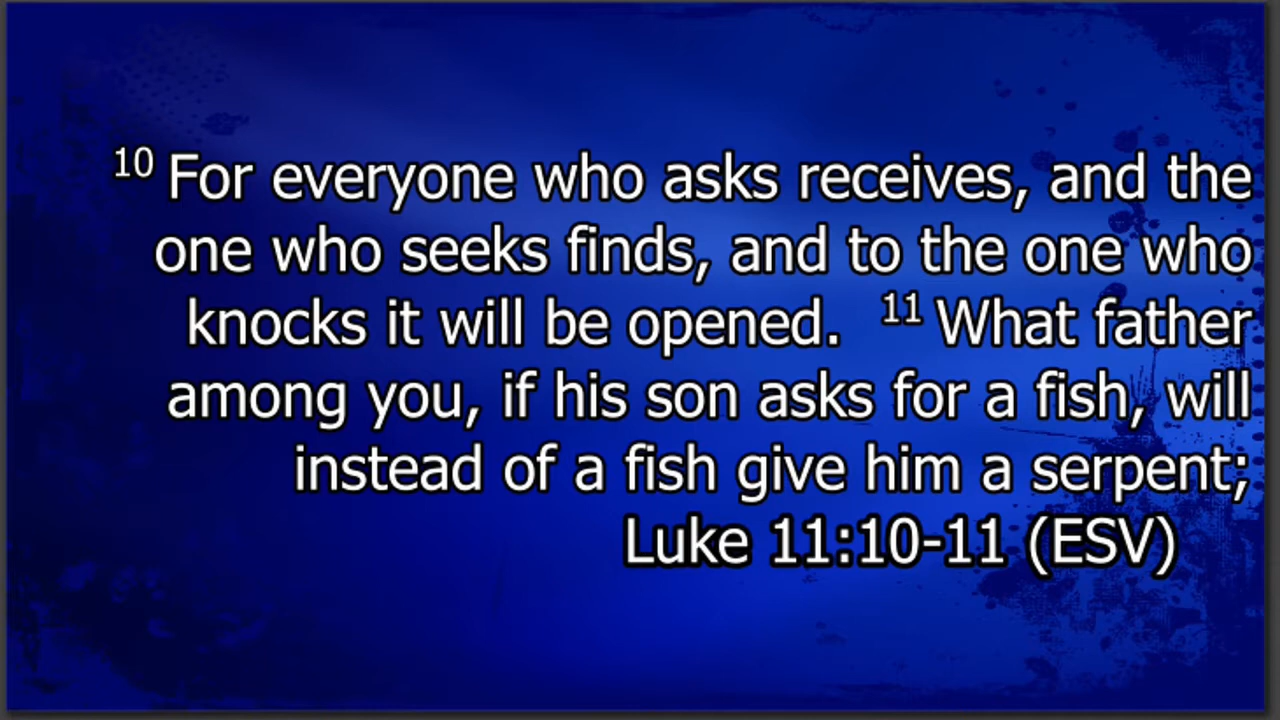 10 For everyone who asks receives, and the
one who seeks finds, and to the one who
knocks it will be opened. 11 What father
among you, if his son asks for a fish, will
instead of a fish give him a serpent;
Luke 11:10-11 (ESV)